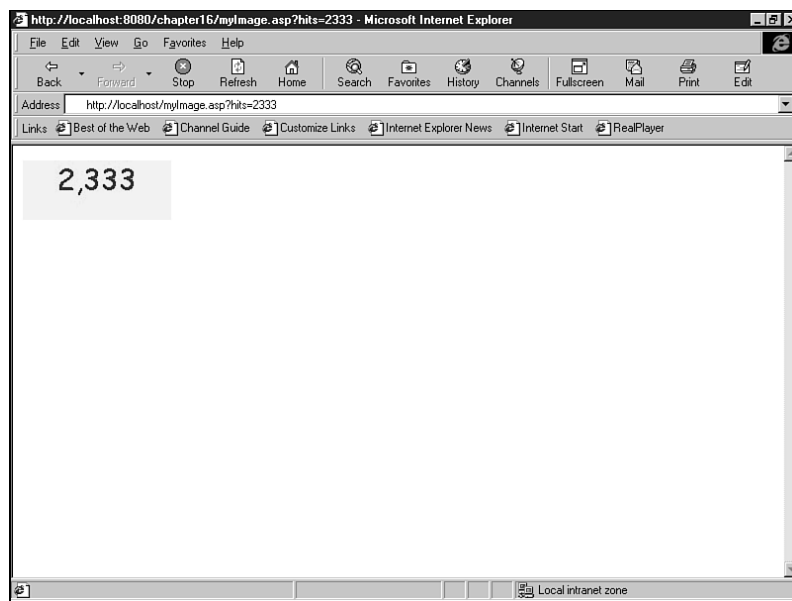 http://localhost:8080/chapter16/myImage.asp?hits=2333 - Microsoft Internet Explorer
File Edit View Go Favorites Help
Back Forward Stop Refresh Home Search Favorites History Channels Fullscreen Mail Print Edit
Address http://localhost/myImage.asp?hits=2333
Links Best of the Web Channel Guide Customize Links Internet Explorer News Internet Start RealPlayer
2,333
Local intranet zone